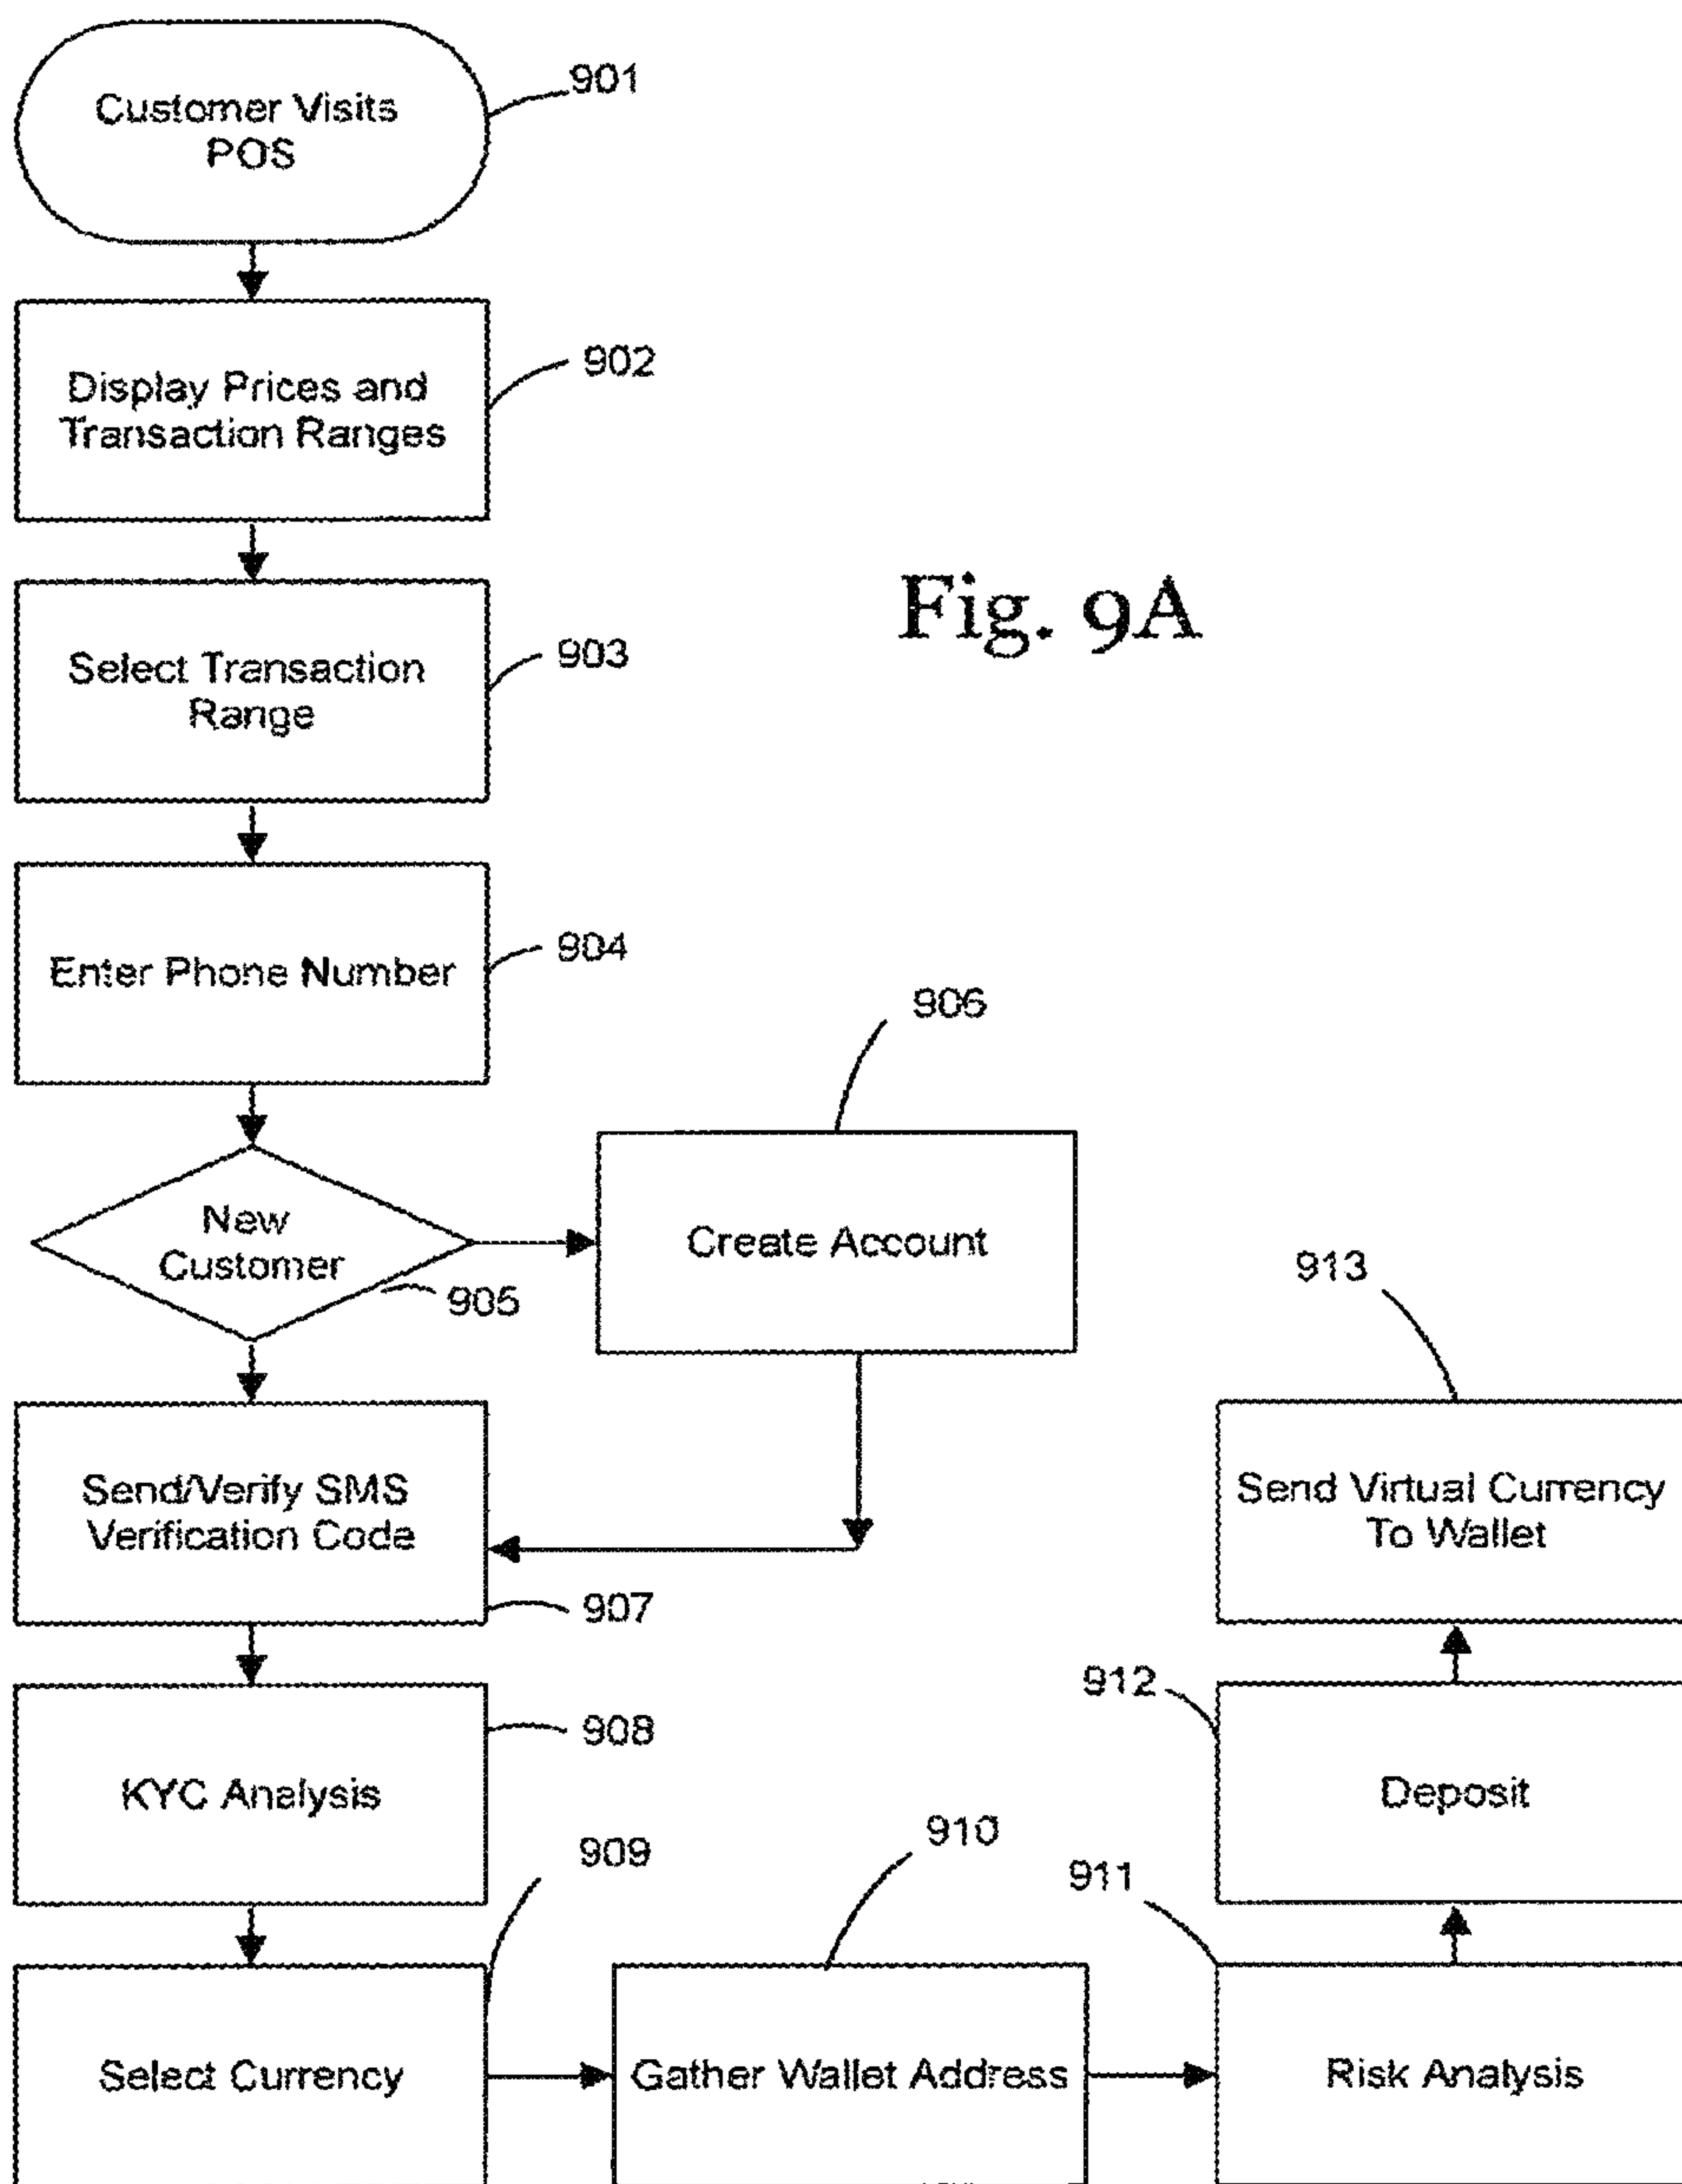 Customer Visits
POS
901
Display Prices and
Transaction Ranges
902
Fig. 9A
Select Transaction
Range
903
Enter Phone Number
904
906
New
Customer
905
Create Account
913
Send/Verify SMS
Verification Code
907
Send Virtual Currency
To Wallet
KYC Analysis
908
912
Deposit
909
910
911
Select Currency
Gather Wallet Address
Risk Analysis